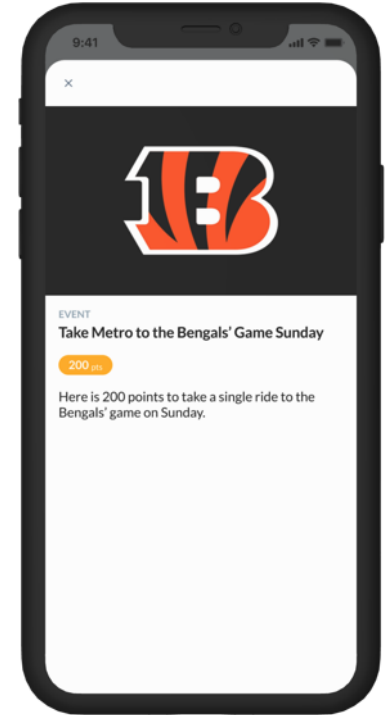 9:41
×
B
EVENT
Take Metro to the Bengals' Game Sunday
200 pts
Here is 200 points to take a single ride to the
Bengals' game on Sunday.